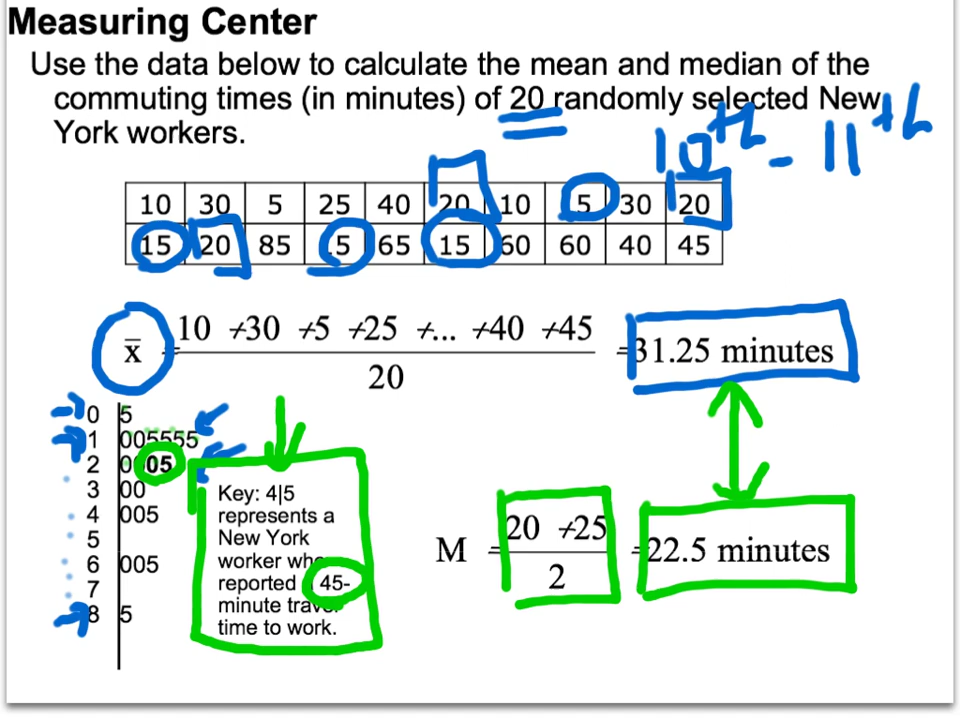 Measuring Center
Use the data below to calculate the mean and median of the
commuting times (in minutes) of 20 randomly selected New
York workers.
10th - 11th
10 30 5 25 40 20 10 5 30 20
15 20 85 5 65 15 60 60 40 45
x̄ = 10 + 30 + 5 + 25 + ... + 40 + 45
20
= 31.25 minutes
0 5
1 005555
2 0005
3 00
4 005
5
6 005
7
8 5
Key: 4|5
represents a
New York
worker who
reported a 45-
minute travel
time to work.
M = 20 + 25
2
= 22.5 minutes